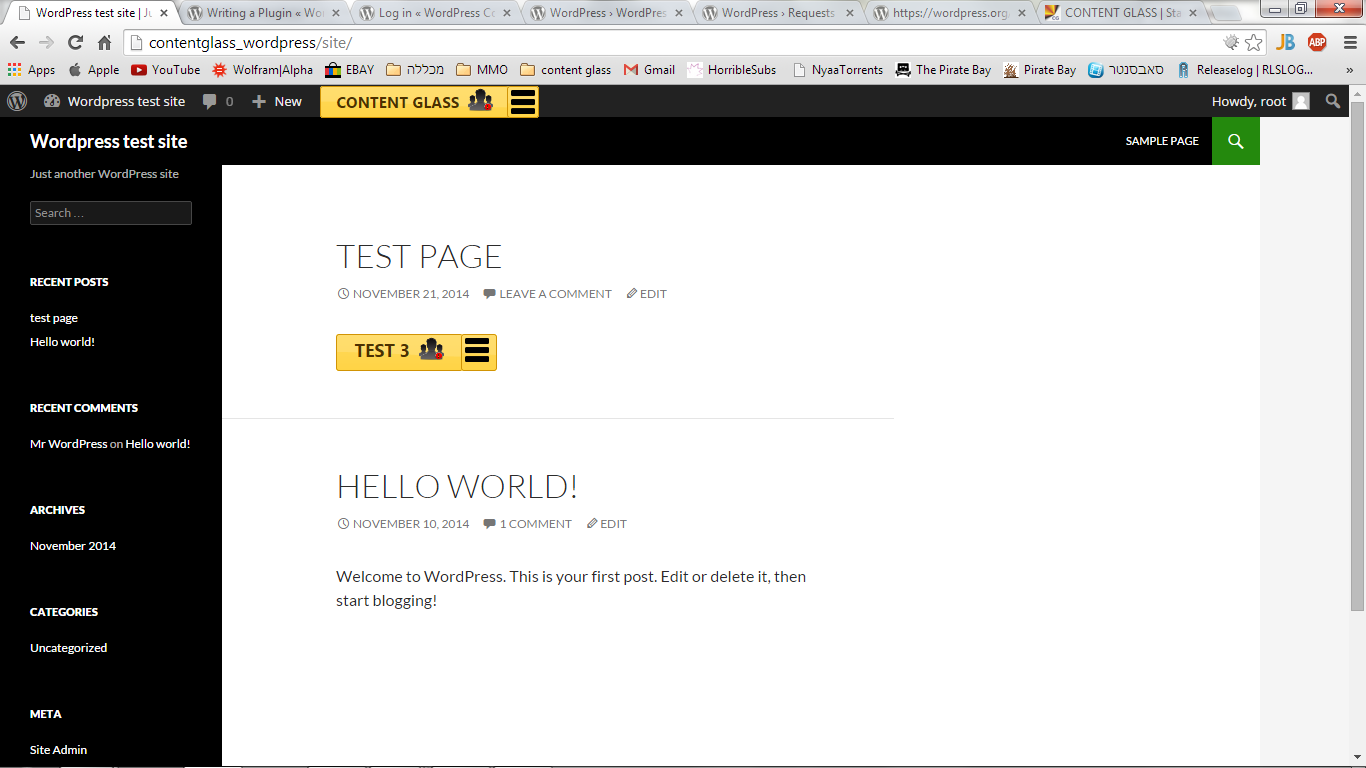 WordPress test site | Ju
Writing a Plugin « Wor
Log in « WordPress Co
WordPress › WordPres
WordPress › Requests
https://wordpress.org/
CONTENT GLASS | Sta
contentglass_wordpress/site/
JB ABP
Apps Apple YouTube Wolfram|Alpha EBAY מכללה MMO content glass Gmail HorribleSubs NyaaTorrents The Pirate Bay Pirate Bay סאבסנטר Releaselog | RLSLOG... »
Wordpress test site 0 New CONTENT GLASS Howdy, root
Wordpress test site SAMPLE PAGE
Just another WordPress site
Search ...
RECENT POSTS
test page
Hello world!
RECENT COMMENTS
Mr WordPress on Hello world!
ARCHIVES
November 2014
CATEGORIES
Uncategorized
META
Site Admin
TEST PAGE
NOVEMBER 21, 2014 LEAVE A COMMENT EDIT
TEST 3
HELLO WORLD!
NOVEMBER 10, 2014 1 COMMENT EDIT
Welcome to WordPress. This is your first post. Edit or delete it, then
start blogging!